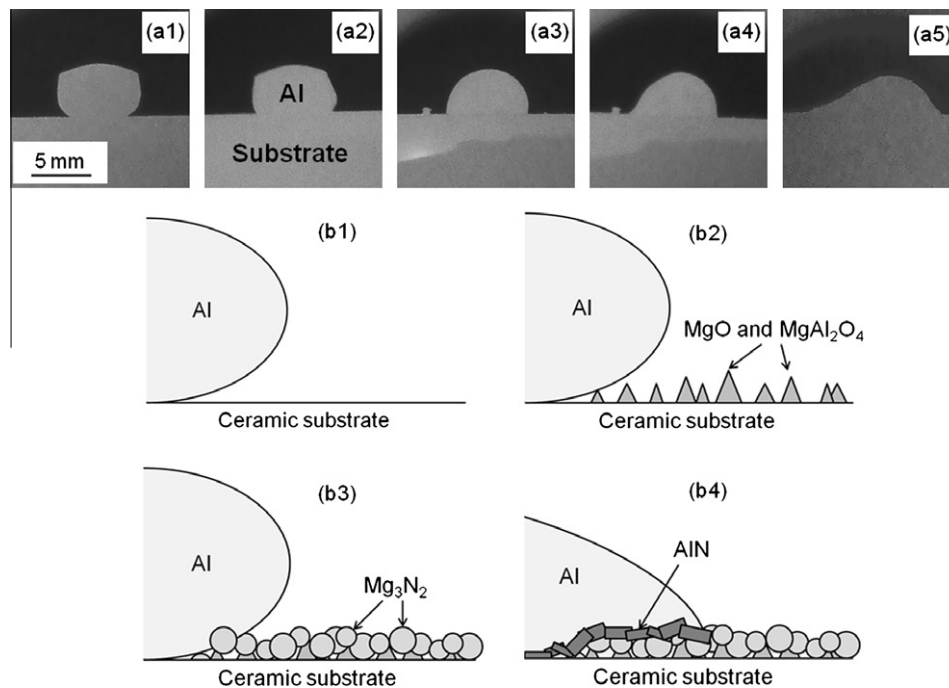 (a1)
(a2)
(a3)
(a4)
(a5)
Al
Substrate
5 mm
(b1)
Al
Ceramic substrate
(b2)
Al
MgO and MgAl₂O₄
Ceramic substrate
(b3)
Al
Mg₃N₂
Ceramic substrate
(b4)
Al
AlN
Ceramic substrate